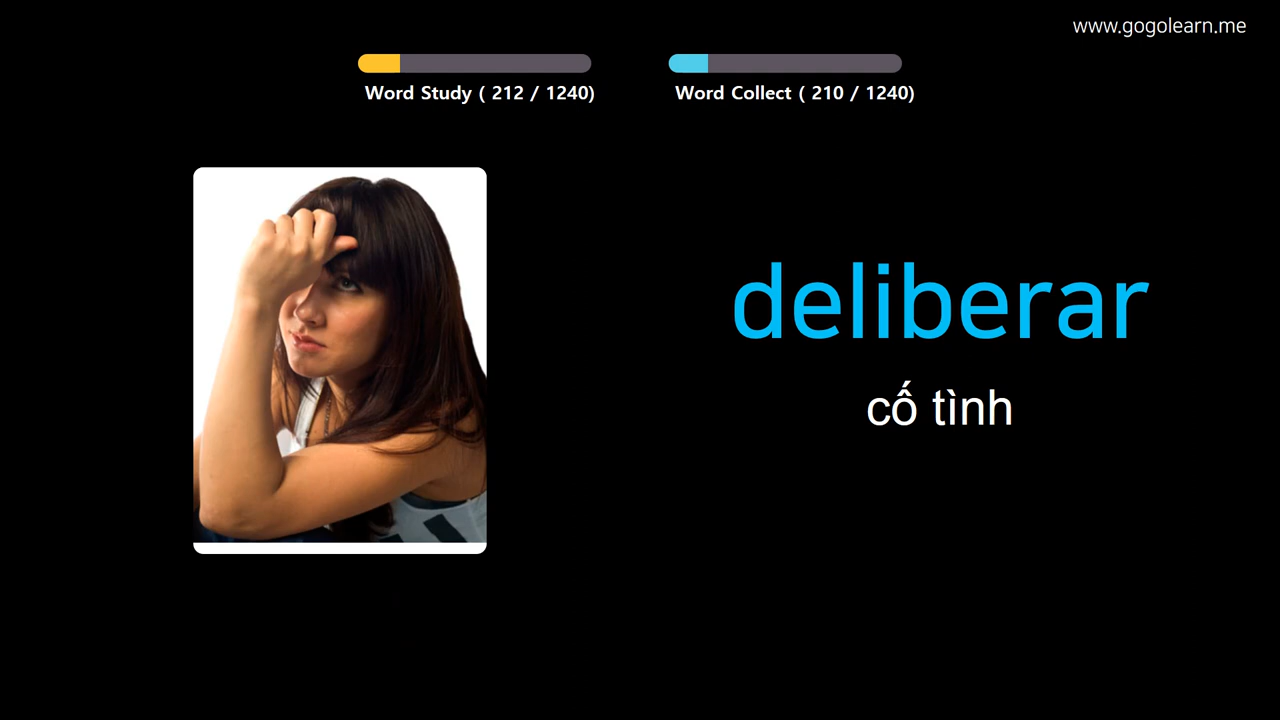 www.gogolearn.me
Word Study ( 212 / 1240)
Word Collect ( 210 / 1240)
deliberar
cố tình